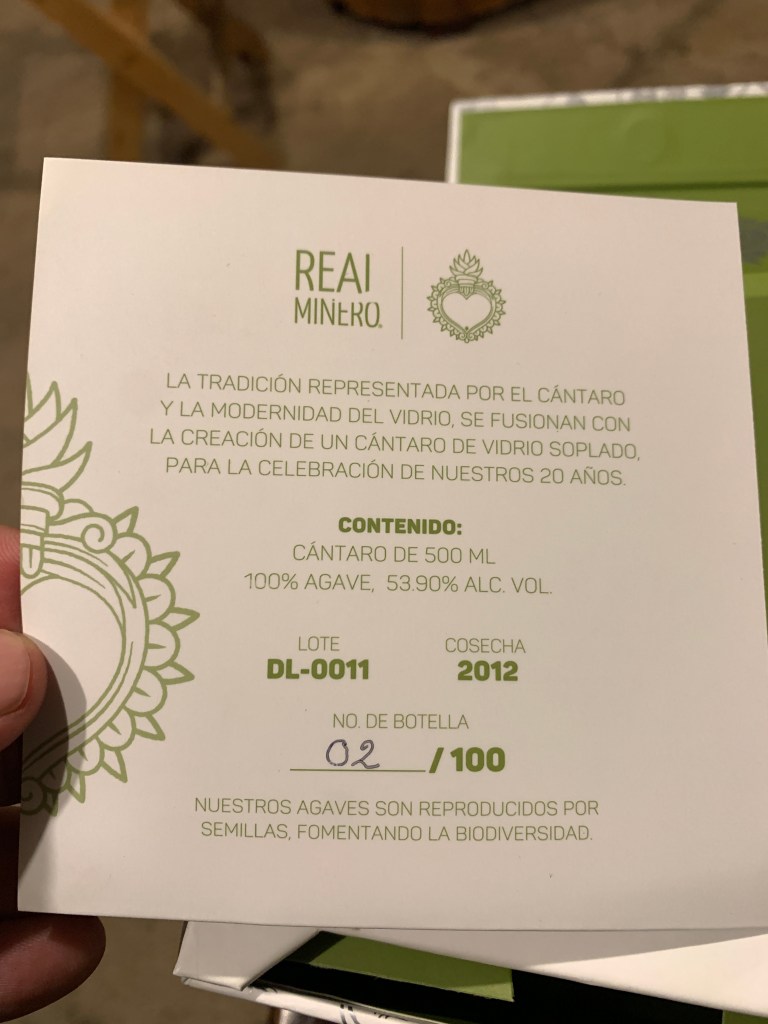 REAL
MINERO®
LA TRADICIÓN REPRESENTADA POR EL CÁNTARO
Y LA MODERNIDAD DEL VIDRIO, SE FUSIONAN CON
LA CREACIÓN DE UN CÁNTARO DE VIDRIO SOPLADO,
PARA LA CELEBRACIÓN DE NUESTROS 20 AÑOS.
CONTENIDO:
CÁNTARO DE 500 ML
100% AGAVE, 53.90% ALC. VOL.
LOTE COSECHA
DL-0011 2012
NO. DE BOTELLA
02 / 100
NUESTROS AGAVES SON REPRODUCIDOS POR
SEMILLAS, FOMENTANDO LA BIODIVERSIDAD.